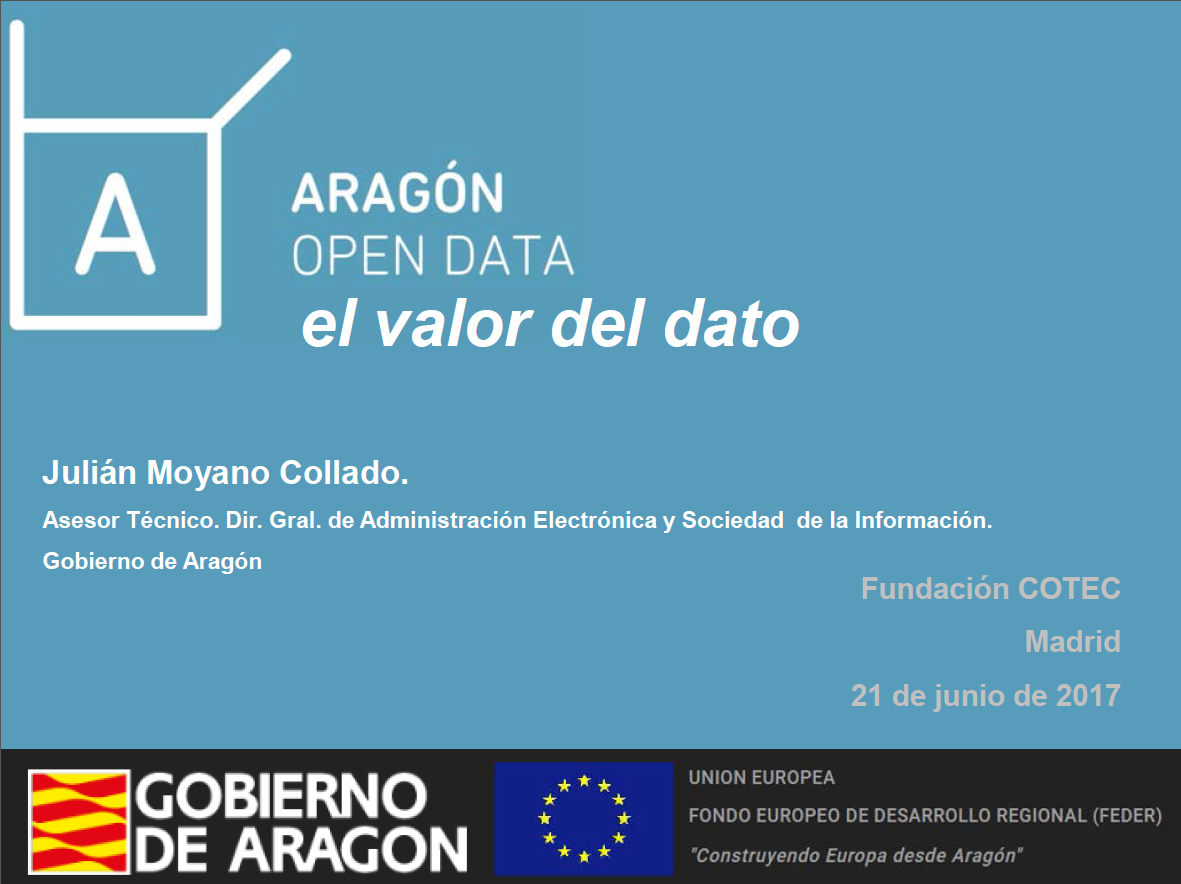 A
ARAGÓN
OPEN DATA
el valor del dato
Julián Moyano Collado.
Asesor Técnico. Dir. Gral. de Administración Electrónica y Sociedad  de la Información.
Gobierno de Aragón
Fundación COTEC
Madrid
21 de junio de 2017
GOBIERNO
DE ARAGON
UNION EUROPEA
FONDO EUROPEO DE DESARROLLO REGIONAL (FEDER)
"Construyendo Europa desde Aragón"